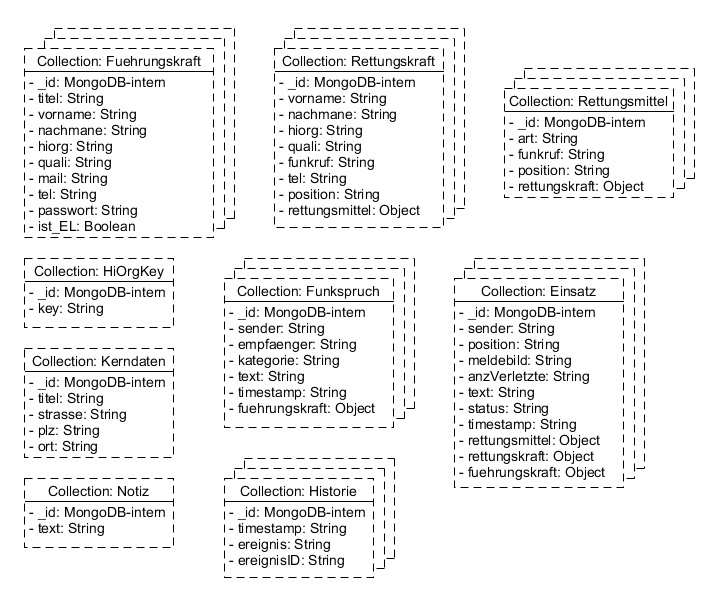 Collection: Fuehrungskraft
- _id: MongoDB-intern
- titel: String
- vorname: String
- nachmane: String
- hiorg: String
- quali: String
- mail: String
- tel: String
- passwort: String
- ist_EL: Boolean
Collection: Rettungskraft
- _id: MongoDB-intern
- vorname: String
- nachmane: String
- hiorg: String
- quali: String
- funkruf: String
- tel: String
- position: String
- rettungsmittel: Object
Collection: Rettungsmittel
- _id: MongoDB-intern
- art: String
- funkruf: String
- position: String
- rettungskraft: Object
Collection: HiOrgKey
- _id: MongoDB-intern
- key: String
Collection: Kerndaten
- _id: MongoDB-intern
- titel: String
- strasse: String
- plz: String
- ort: String
Collection: Notiz
- _id: MongoDB-intern
- text: String
Collection: Funkspruch
- _id: MongoDB-intern
- sender: String
- empfaenger: String
- kategorie: String
- text: String
- timestamp: String
- fuehrungskraft: Object
Collection: Historie
- _id: MongoDB-intern
- timestamp: String
- ereignis: String
- ereignisID: String
Collection: Einsatz
- _id: MongoDB-intern
- sender: String
- position: String
- meldebild: String
- anzVerletzte: String
- text: String
- status: String
- timestamp: String
- rettungsmittel: Object
- rettungskraft: Object
- fuehrungskraft: Object